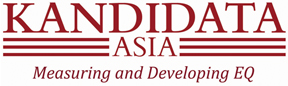 KANDIDATA
ASIA
Measuring and Developing EQ